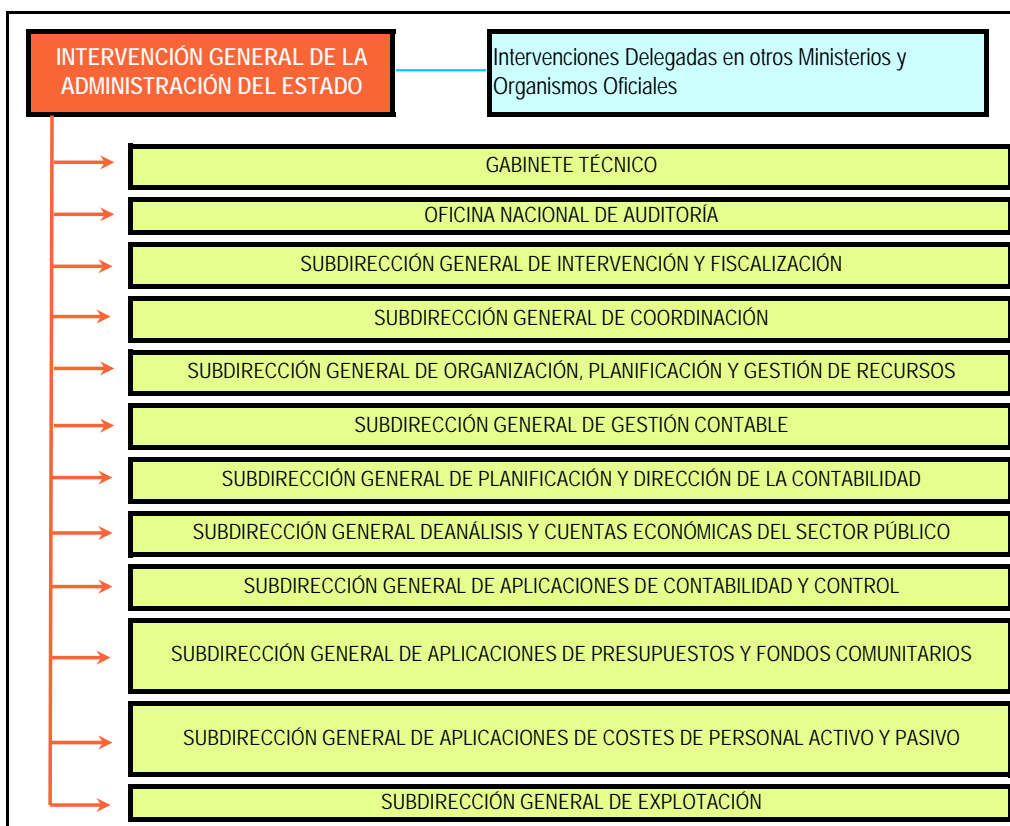 INTERVENCIÓN GENERAL DE LA
ADMINISTRACIÓN DEL ESTADO
Intervenciones Delegadas en otros Ministerios y
Organismos Oficiales
GABINETE TÉCNICO
OFICINA NACIONAL DE AUDITORÍA
SUBDIRECCIÓN GENERAL DE INTERVENCIÓN Y FISCALIZACIÓN
SUBDIRECCIÓN GENERAL DE COORDINACIÓN
SUBDIRECCIÓN GENERAL DE ORGANIZACIÓN, PLANIFICACIÓN Y GESTIÓN DE RECURSOS
SUBDIRECCIÓN GENERAL DE GESTIÓN CONTABLE
SUBDIRECCIÓN GENERAL DE PLANIFICACIÓN Y DIRECCIÓN DE LA CONTABILIDAD
SUBDIRECCIÓN GENERAL DEANÁLISIS Y CUENTAS ECONÓMICAS DEL SECTOR PÚBLICO
SUBDIRECCIÓN GENERAL DE APLICACIONES DE CONTABILIDAD Y CONTROL
SUBDIRECCIÓN GENERAL DE APLICACIONES DE PRESUPUESTOS Y FONDOS COMUNITARIOS
SUBDIRECCIÓN GENERAL DE APLICACIONES DE COSTES DE PERSONAL ACTIVO Y PASIVO
SUBDIRECCIÓN GENERAL DE EXPLOTACIÓN